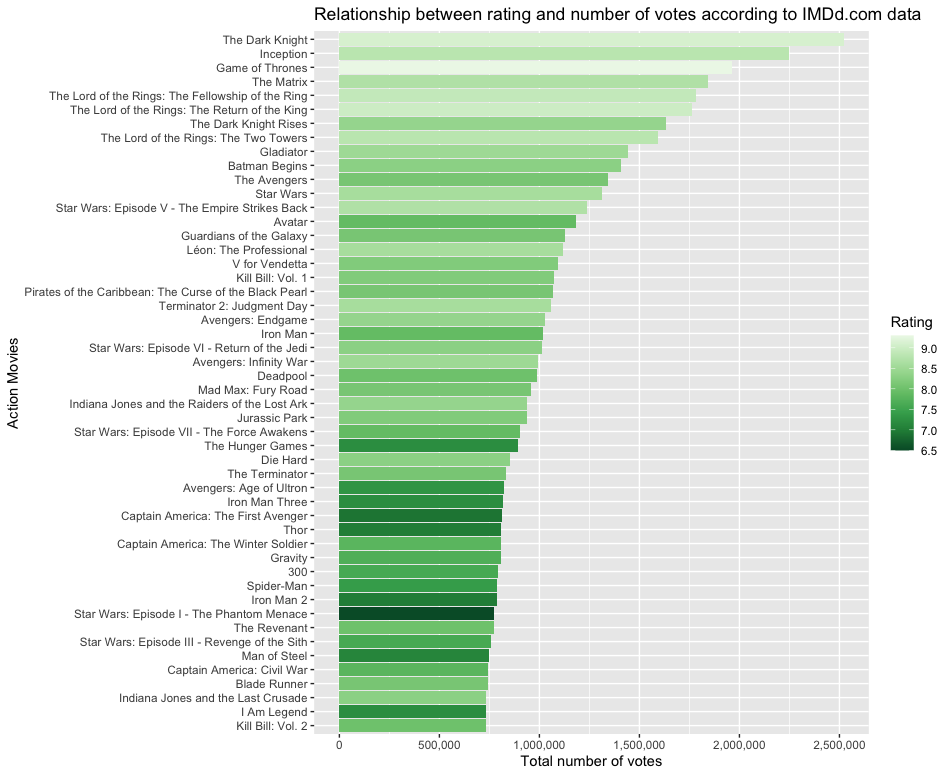 Relationship between rating and number of votes according to IMDd.com data
The Dark Knight
Inception
Game of Thrones
The Matrix
The Lord of the Rings: The Fellowship of the Ring
The Lord of the Rings: The Return of the King
The Dark Knight Rises
The Lord of the Rings: The Two Towers
Gladiator
Batman Begins
The Avengers
Star Wars
Star Wars: Episode V - The Empire Strikes Back
Avatar
Guardians of the Galaxy
Léon: The Professional
V for Vendetta
Kill Bill: Vol. 1
Pirates of the Caribbean: The Curse of the Black Pearl
Terminator 2: Judgment Day
Avengers: Endgame
Iron Man
Star Wars: Episode VI - Return of the Jedi
Avengers: Infinity War
Deadpool
Mad Max: Fury Road
Indiana Jones and the Raiders of the Lost Ark
Jurassic Park
Star Wars: Episode VII - The Force Awakens
The Hunger Games
Die Hard
The Terminator
Avengers: Age of Ultron
Iron Man Three
Captain America: The First Avenger
Thor
Captain America: The Winter Soldier
Gravity
300
Spider-Man
Iron Man 2
Star Wars: Episode I - The Phantom Menace
The Revenant
Star Wars: Episode III - Revenge of the Sith
Man of Steel
Captain America: Civil War
Blade Runner
Indiana Jones and the Last Crusade
I Am Legend
Kill Bill: Vol. 2
Action Movies
0
500,000
1,000,000
1,500,000
2,000,000
2,500,000
Total number of votes
Rating
9.0
8.5
8.0
7.5
7.0
6.5